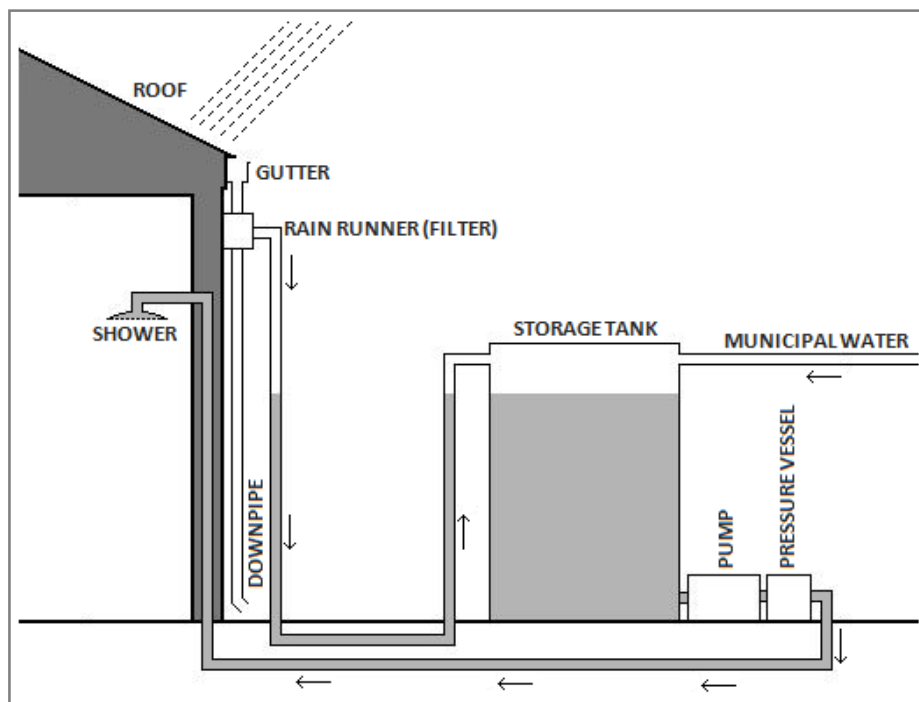 ROOF
GUTTER
RAIN RUNNER (FILTER)
SHOWER
STORAGE TANK
MUNICIPAL WATER
DOWNPIPE
PUMP
PRESSURE VESSEL